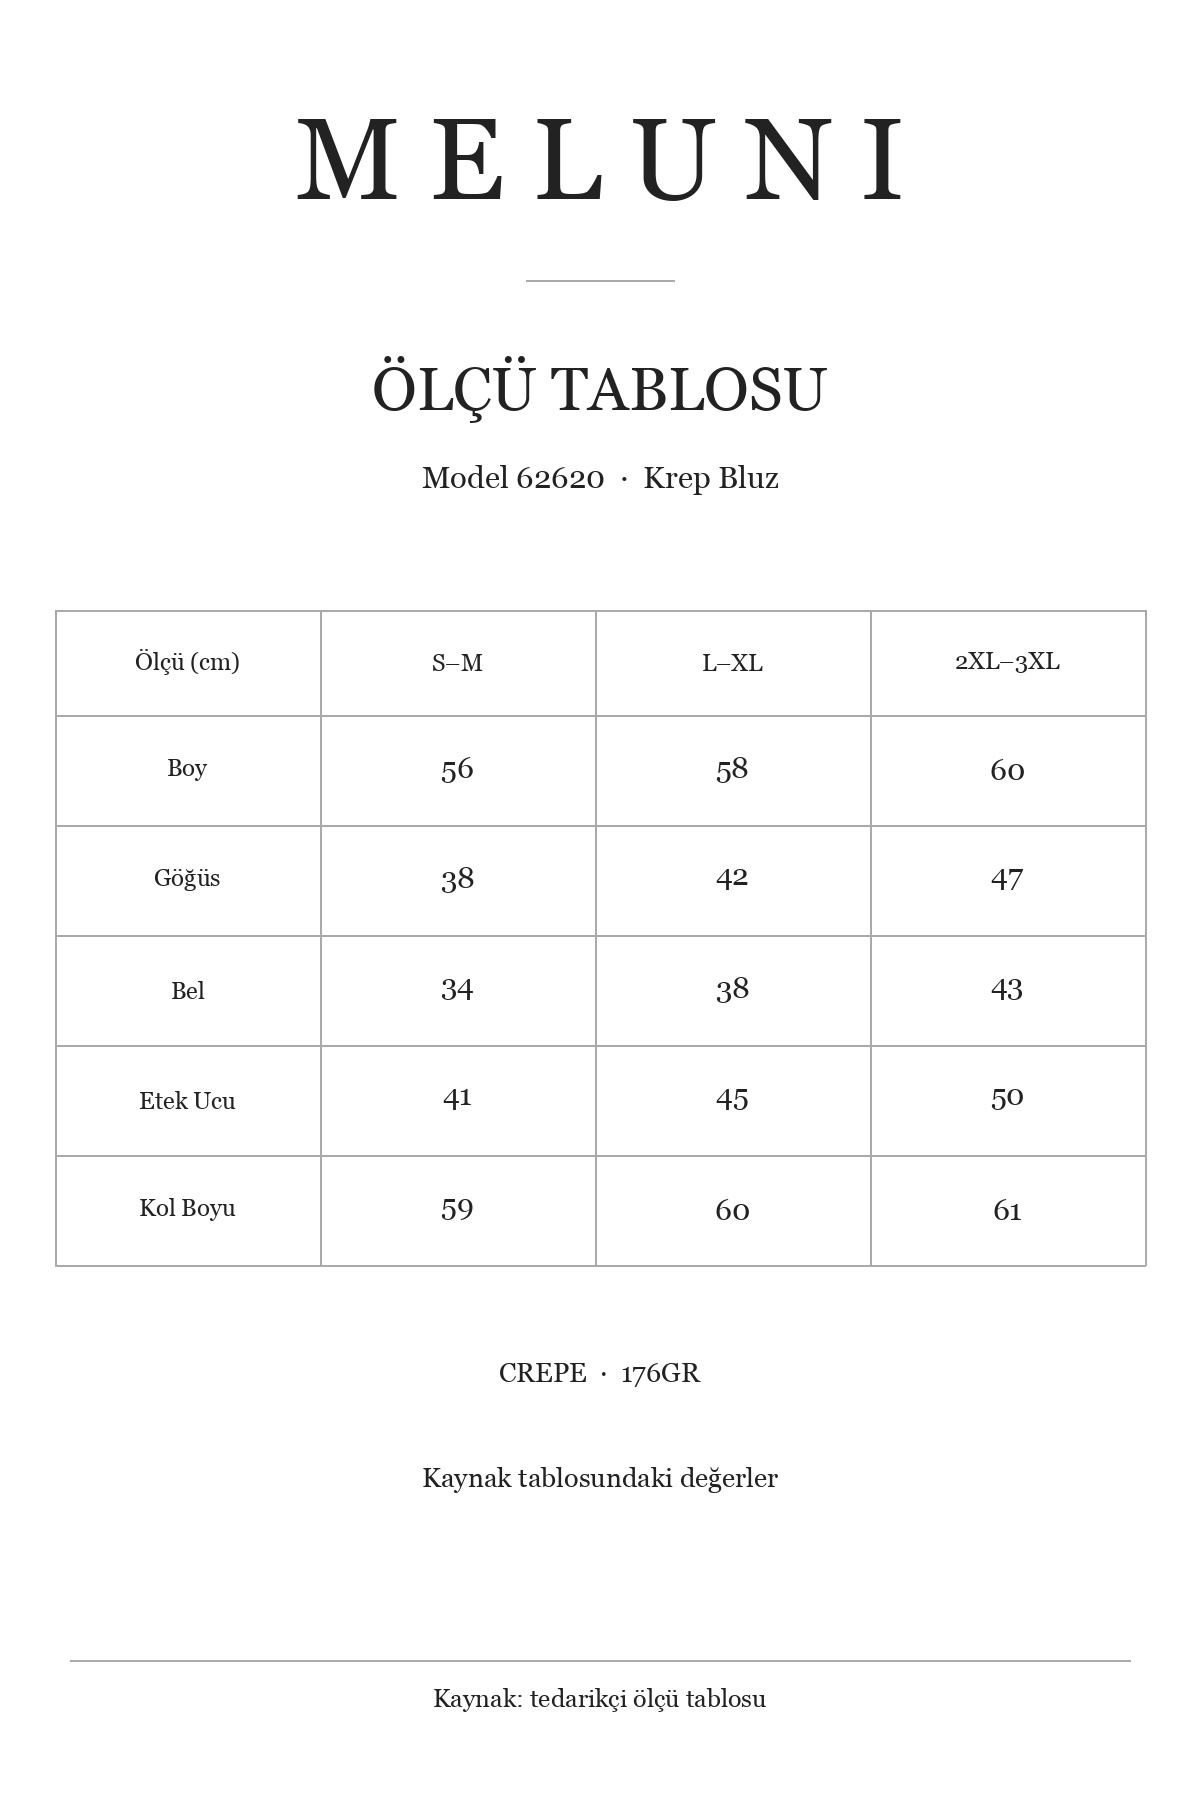 MELUNI
ÖLÇÜ TABLOSU
Model 62620 · Krep Bluz
Ölçü (cm) S–M L–XL 2XL–3XL
Boy 56 58 60
Göğüs 38 42 47
Bel 34 38 43
Etek Ucu 41 45 50
Kol Boyu 59 60 61
CREPE · 176GR
Kaynak tablosundaki değerler
Kaynak: tedarikçi ölçü tablosu